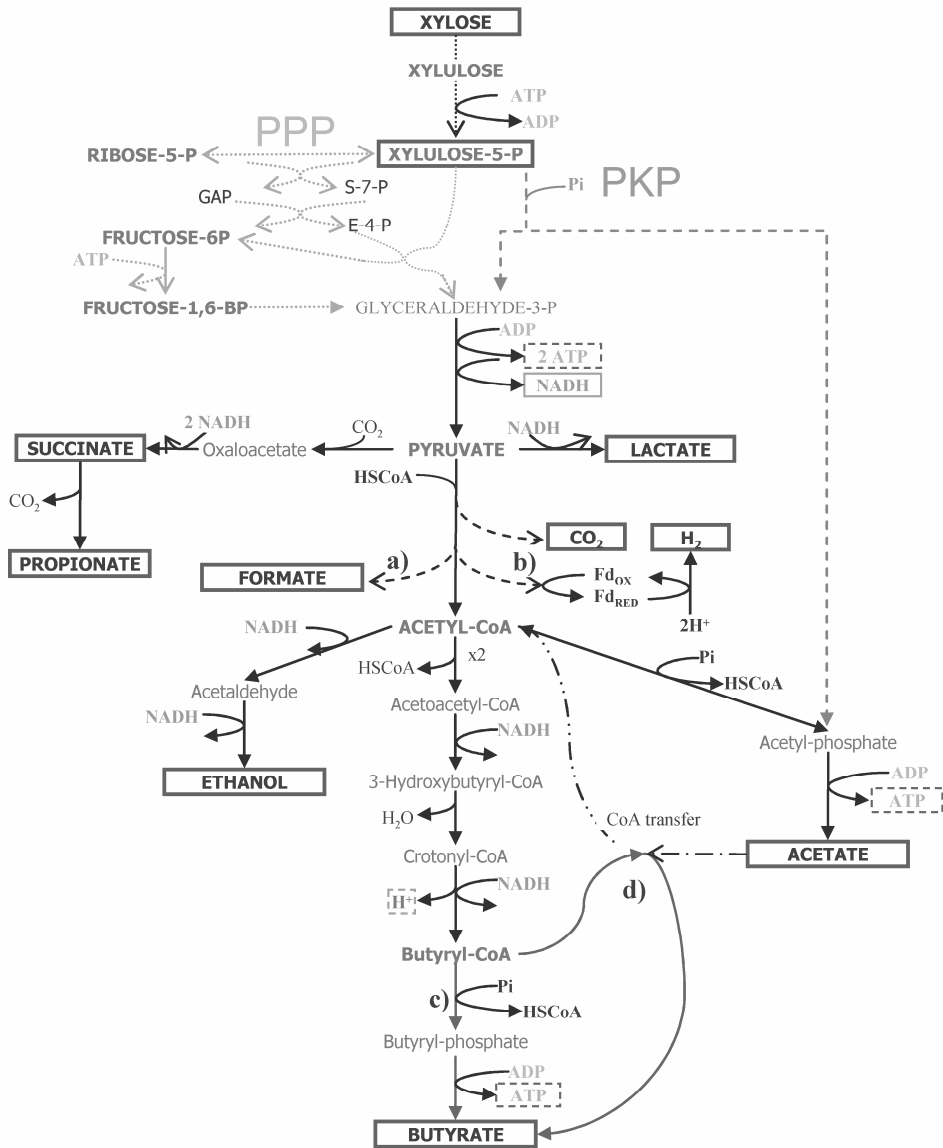 XYLOSE
XYLULOSE
ATP
ADP
PPP
RIBOSE-5-P
XYLULOSE-5-P
Pi
PKP
GAP
S-7-P
E-4-P
FRUCTOSE-6P
ATP
FRUCTOSE-1,6-BP
GLYCERALDEHYDE-3-P
ADP
2 ATP
NADH
2 NADH
CO₂
NADH
SUCCINATE
Oxaloacetate
PYRUVATE
LACTATE
HSCoA
CO₂
CO₂
H₂
PROPIONATE
a)
b)
FORMATE
Fd_OX
Fd_RED
2H⁺
NADH
ACETYL-CoA
HSCoA
x2
Pi
HSCoA
Acetaldehyde
Acetoacetyl-CoA
NADH
NADH
Acetyl-phosphate
ETHANOL
3-Hydroxybutyryl-CoA
ADP
ATP
H₂O
CoA transfer
Crotonyl-CoA
ACETATE
NADH
H⁺
d)
Butyryl-CoA
c)
Pi
HSCoA
Butyryl-phosphate
ADP
ATP
BUTYRATE